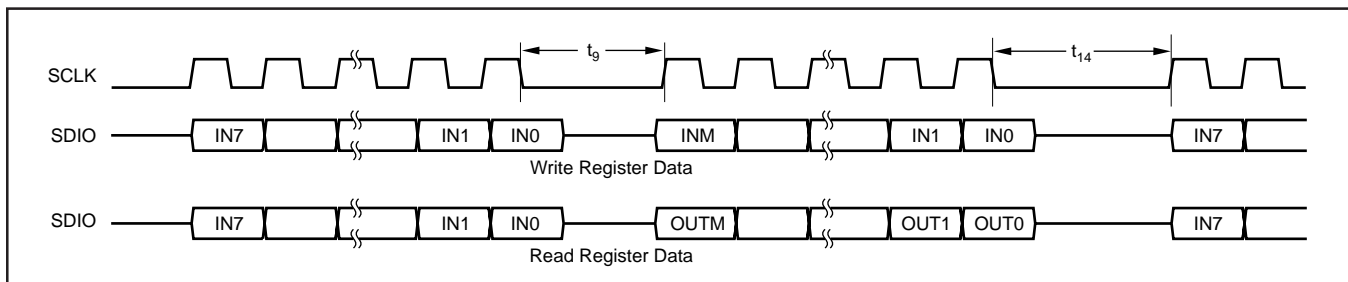 t9 t14
SCLK
SDIO IN7 IN1 IN0 INM IN1 IN0 IN7
Write Register Data
SDIO IN7 IN1 IN0 OUTM OUT1 OUT0 IN7
Read Register Data